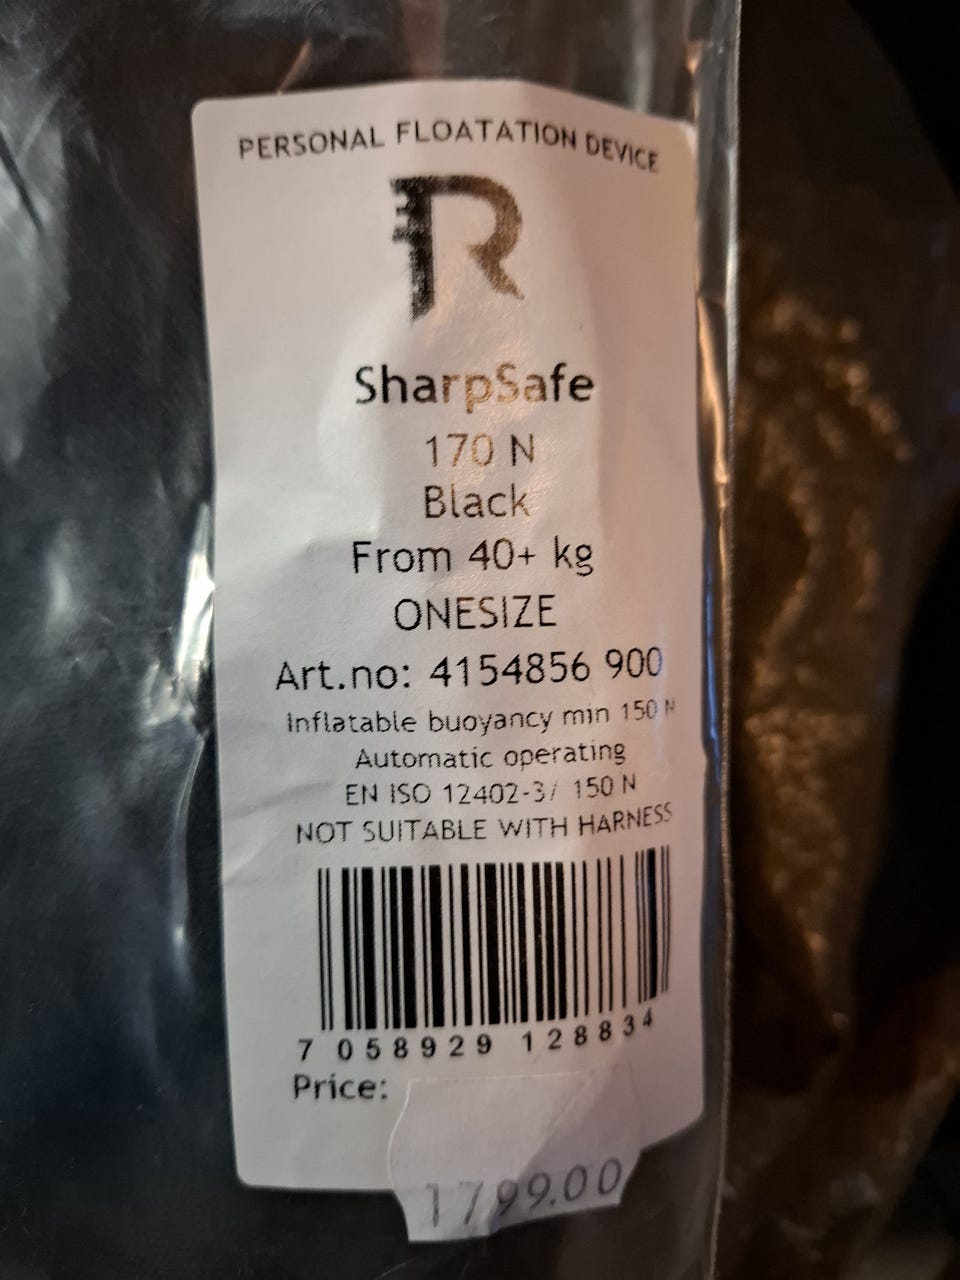 PERSONAL FLOATATION DEVICE
R
SharpSafe
170 N
Black
From 40+ kg
ONESIZE
Art.no: 4154856 900
Inflatable buoyancy min 150 N
Automatic operating
EN ISO 12402-3/ 150 N
NOT SUITABLE WITH HARNESS
7 058929 128834
Price:
1799.00